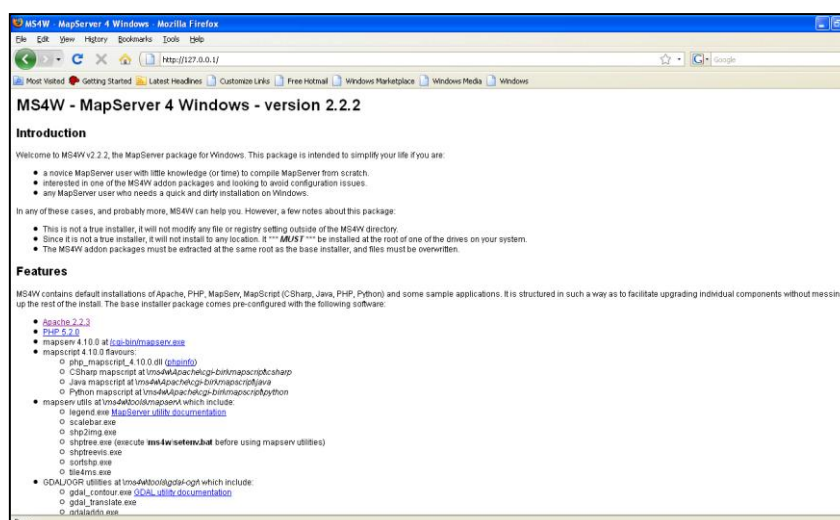 MS4W - MapServer 4 Windows - Mozilla Firefox
File Edit View History Bookmarks Tools Help
http://127.0.0.1/
Google
Most Visited Getting Started Latest Headlines Customize Links Free Hotmail Windows Marketplace Windows Media Windows
MS4W - MapServer 4 Windows - version 2.2.2
Introduction
Welcome to MS4W v2.2.2, the MapServer package for Windows. This package is intended to simplify your life if you are:
a novice MapServer user with little knowledge (or time) to compile MapServer from scratch.
interested in one of the MS4W addon packages and looking to avoid configuration issues.
any MapServer user who needs a quick and dirty installation on Windows.
In any of these cases, and probably more, MS4W can help you. However, a few notes about this package:
This is not a true installer, it will not modify any file or registry setting outside of the MS4W directory.
Since it is not a true installer, it will not install to any location. It *** MUST *** be installed at the root of one of the drives on your system.
The MS4W addon packages must be extracted at the same root as the base installer, and files must be overwritten.
Features
MS4W contains default installations of Apache, PHP, MapServ, MapScript (CSharp, Java, PHP, Python) and some sample applications. It is structured in such a way as to facilitate upgrading individual components without messin
up the rest of the install. The base installer package comes pre-configured with the following software:
Apache 2.2.3
PHP 5.2.0
mapserv 4.10.0 at /cgi-bin/mapserv.exe
mapscript 4.10.0 flavours:
php_mapscript_4.10.0.dll (phpinfo)
CSharp mapscript at \ms4w\Apache\cgi-bin\mapscript\csharp
Java mapscript at \ms4w\Apache\cgi-bin\mapscript\java
Python mapscript at \ms4w\Apache\cgi-bin\mapscript\python
mapserv utils at \ms4w\tools\mapserv\ which include:
legend.exe MapServer utility documentation
scalebar.exe
shp2img.exe
shptree.exe (execute \ms4w\setenv.bat before using mapserv utilities)
shptreevis.exe
sortshp.exe
tile4ms.exe
GDAL/OGR utilities at \ms4w\tools\gdal-ogr\ which include:
gdal_contour.exe GDAL utility documentation
gdal_translate.exe
gdaladdo.exe